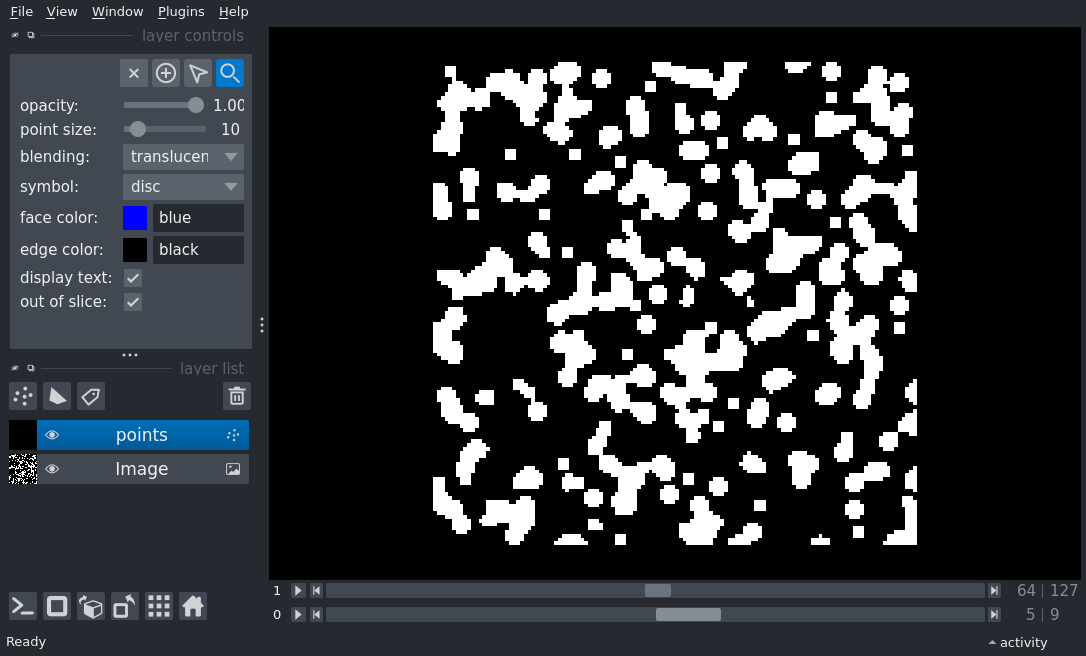 File View Window Plugins Help
layer controls
opacity: 1.00
point size: 10
blending: translucen
symbol: disc
face color: blue
edge color: black
display text:
out of slice:
layer list
points
Image
1 64 127
0 5 9
Ready activity